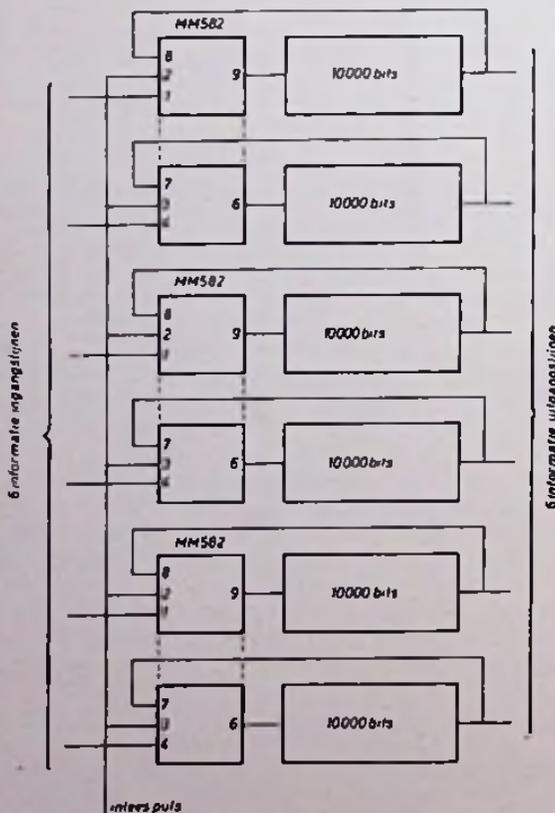 MM582
8
2 9 10000 bits
1
7
3 6 10000 bits
4
MM582
8
2 9 10000 bits
1
7
3 6 10000 bits
4
MM582
8
2 9 10000 bits
1
7
3 6 10000 bits
4
6 informatie ingangslijnen
6 informatie uitgangslijnen
inlees puls